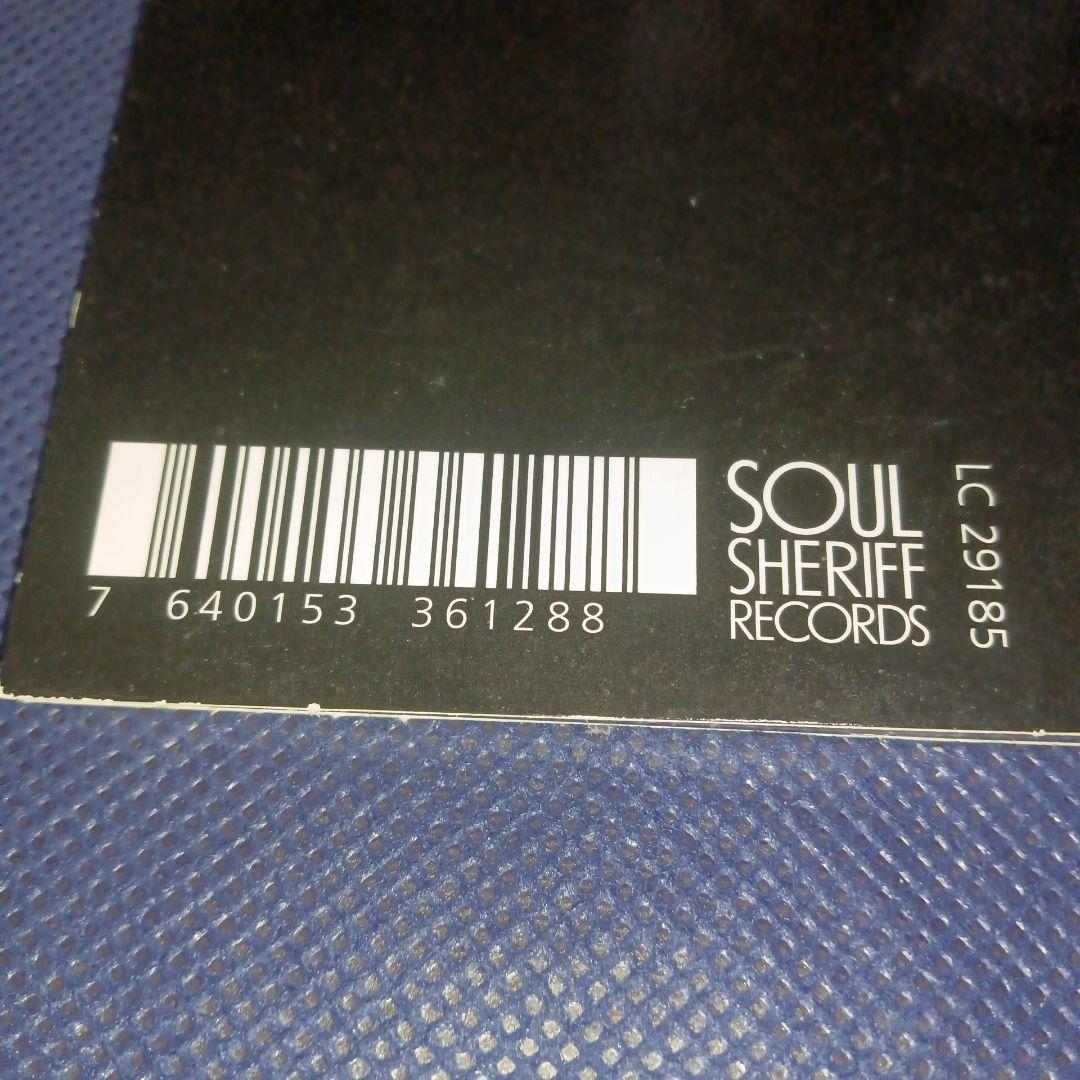 7 640153 361288
SOUL
SHERIFF
RECORDS
LC 29185